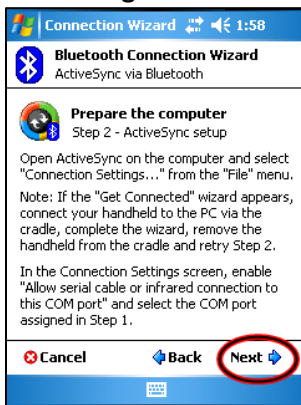 Connection Wizard 1:58
Bluetooth Connection Wizard
ActiveSync via Bluetooth
Prepare the computer
Step 2 - ActiveSync setup
Open ActiveSync on the computer and select
"Connection Settings..." from the "File" menu.
Note: If the "Get Connected" wizard appears,
connect your handheld to the PC via the
cradle, complete the wizard, remove the
handheld from the cradle and retry Step 2.
In the Connection Settings screen, enable
"Allow serial cable or infrared connection to
this COM port" and select the COM port
assigned in Step 1.
Cancel Back Next